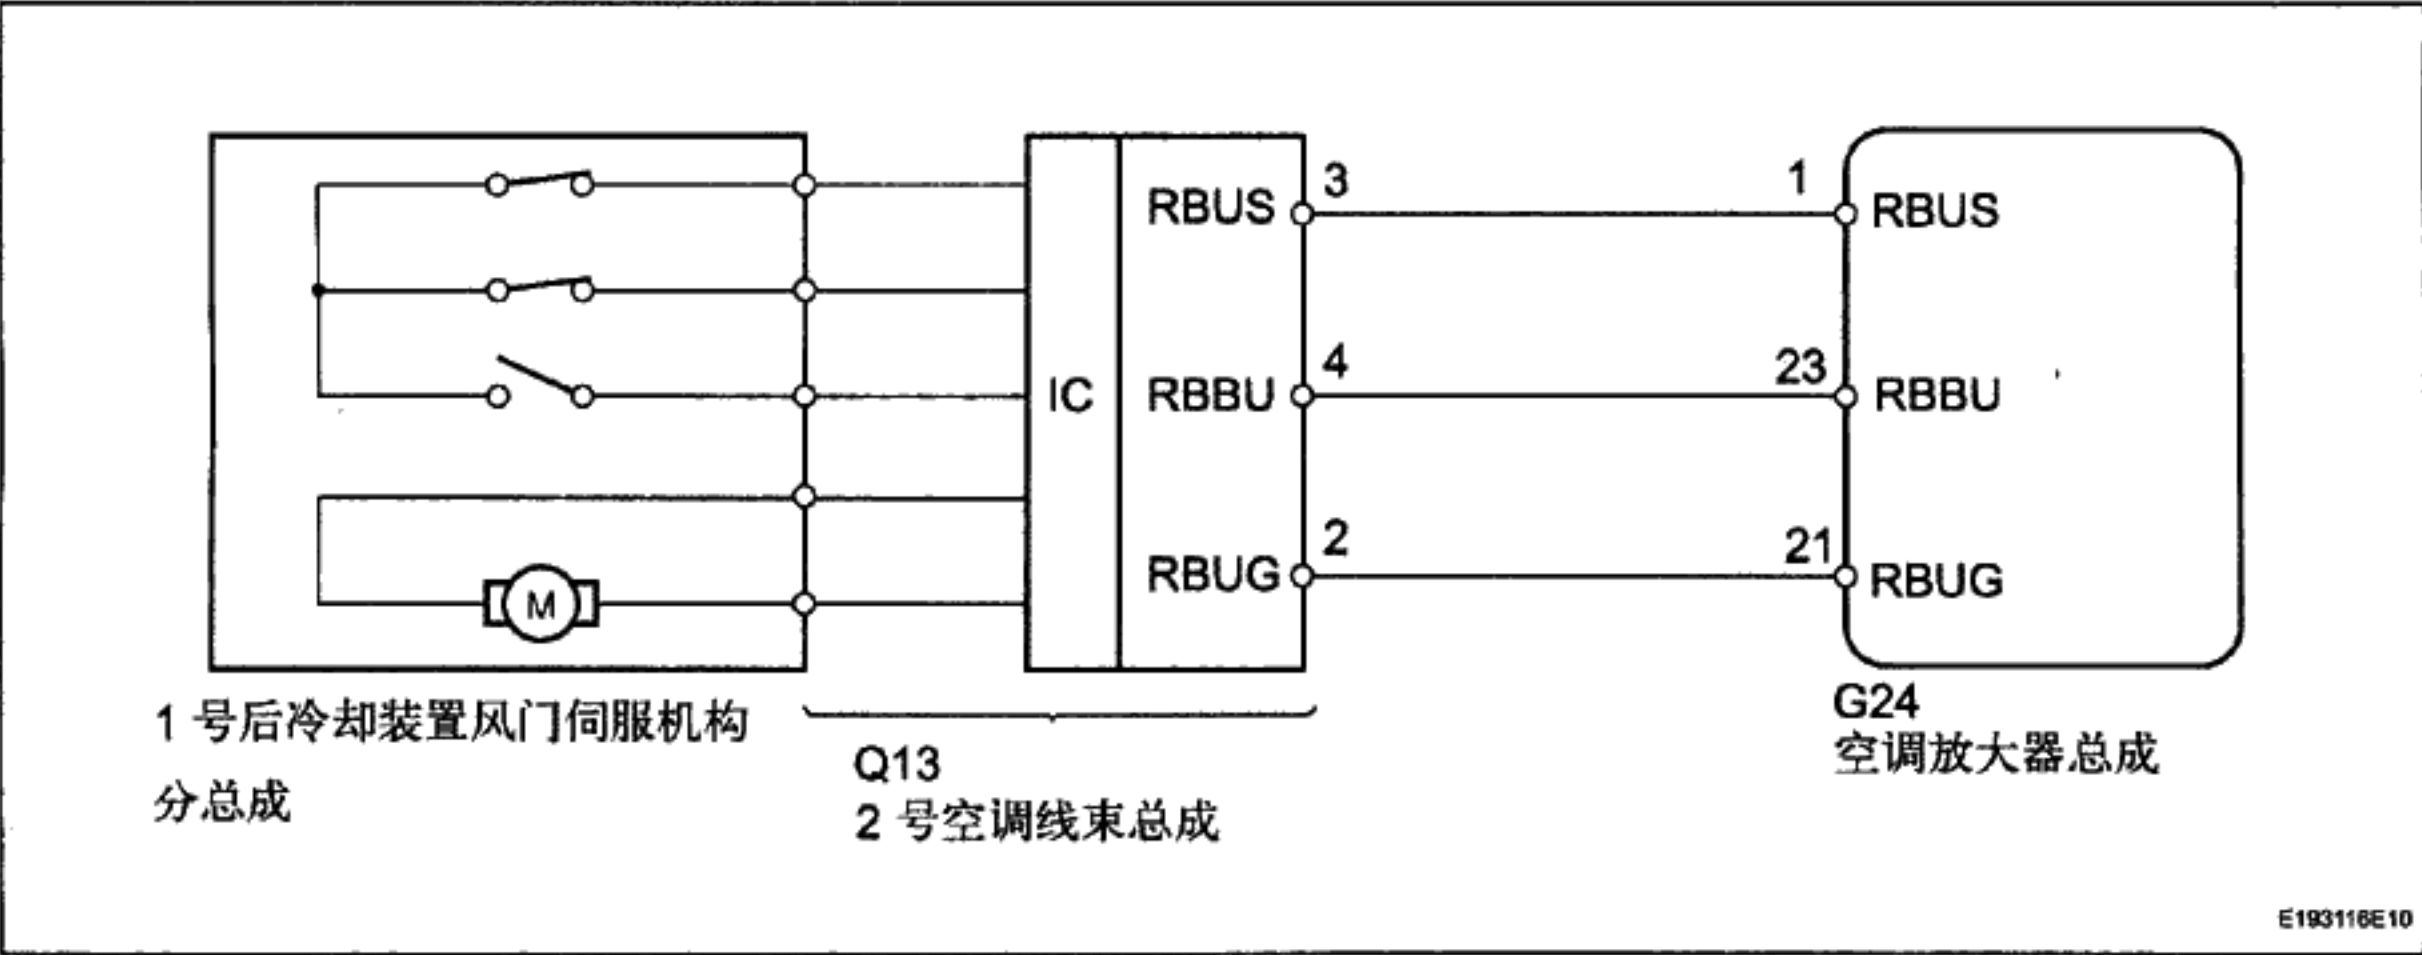 3
1
RBUS
RBUS
4
23
IC
RBBU
RBBU
2
21
RBUG
RBUG
M
1 号后冷却装置风门伺服机构
分总成
Q13
2 号空调线束总成
G24
空调放大器总成
E193116E10